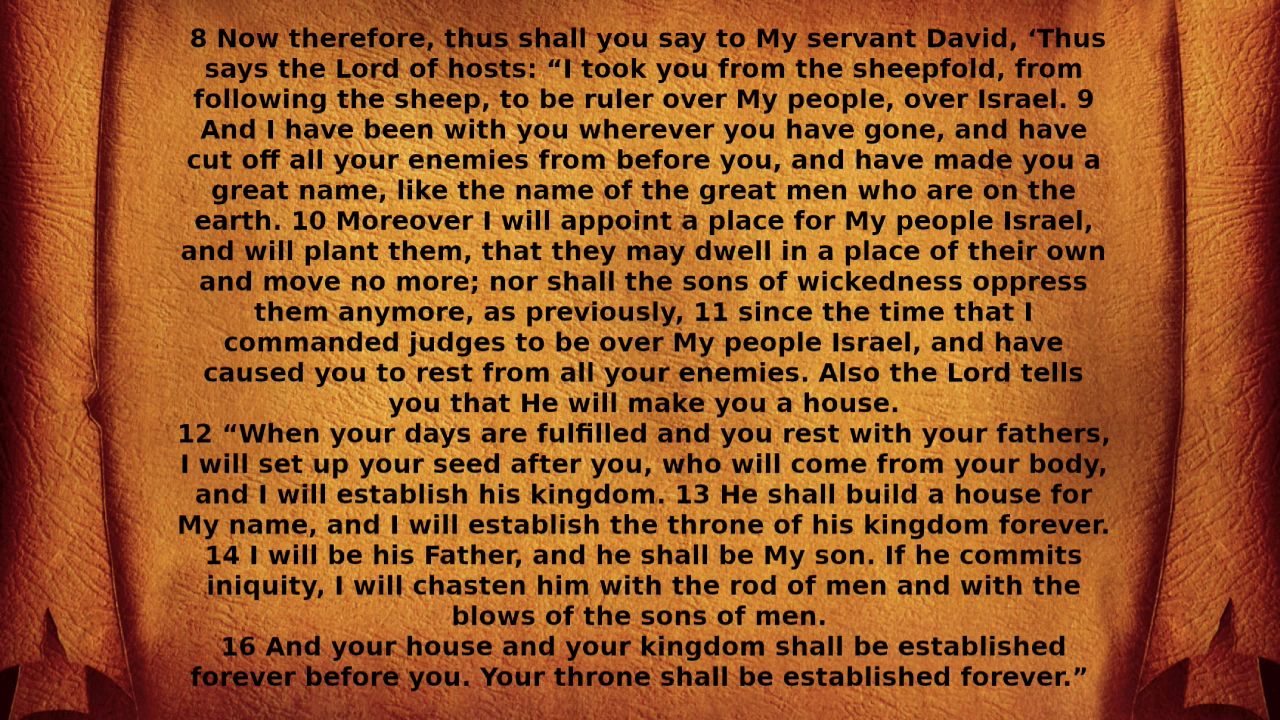 8 Now therefore, thus shall you say to My servant David, ‘Thus
says the Lord of hosts: “I took you from the sheepfold, from
following the sheep, to be ruler over My people, over Israel. 9
And I have been with you wherever you have gone, and have
cut off all your enemies from before you, and have made you a
great name, like the name of the great men who are on the
earth. 10 Moreover I will appoint a place for My people Israel,
and will plant them, that they may dwell in a place of their own
and move no more; nor shall the sons of wickedness oppress
them anymore, as previously, 11 since the time that I
commanded judges to be over My people Israel, and have
caused you to rest from all your enemies. Also the Lord tells
you that He will make you a house.
12 “When your days are fulfilled and you rest with your fathers,
I will set up your seed after you, who will come from your body,
and I will establish his kingdom. 13 He shall build a house for
My name, and I will establish the throne of his kingdom forever.
14 I will be his Father, and he shall be My son. If he commits
iniquity, I will chasten him with the rod of men and with the
blows of the sons of men.
16 And your house and your kingdom shall be established
forever before you. Your throne shall be established forever.”